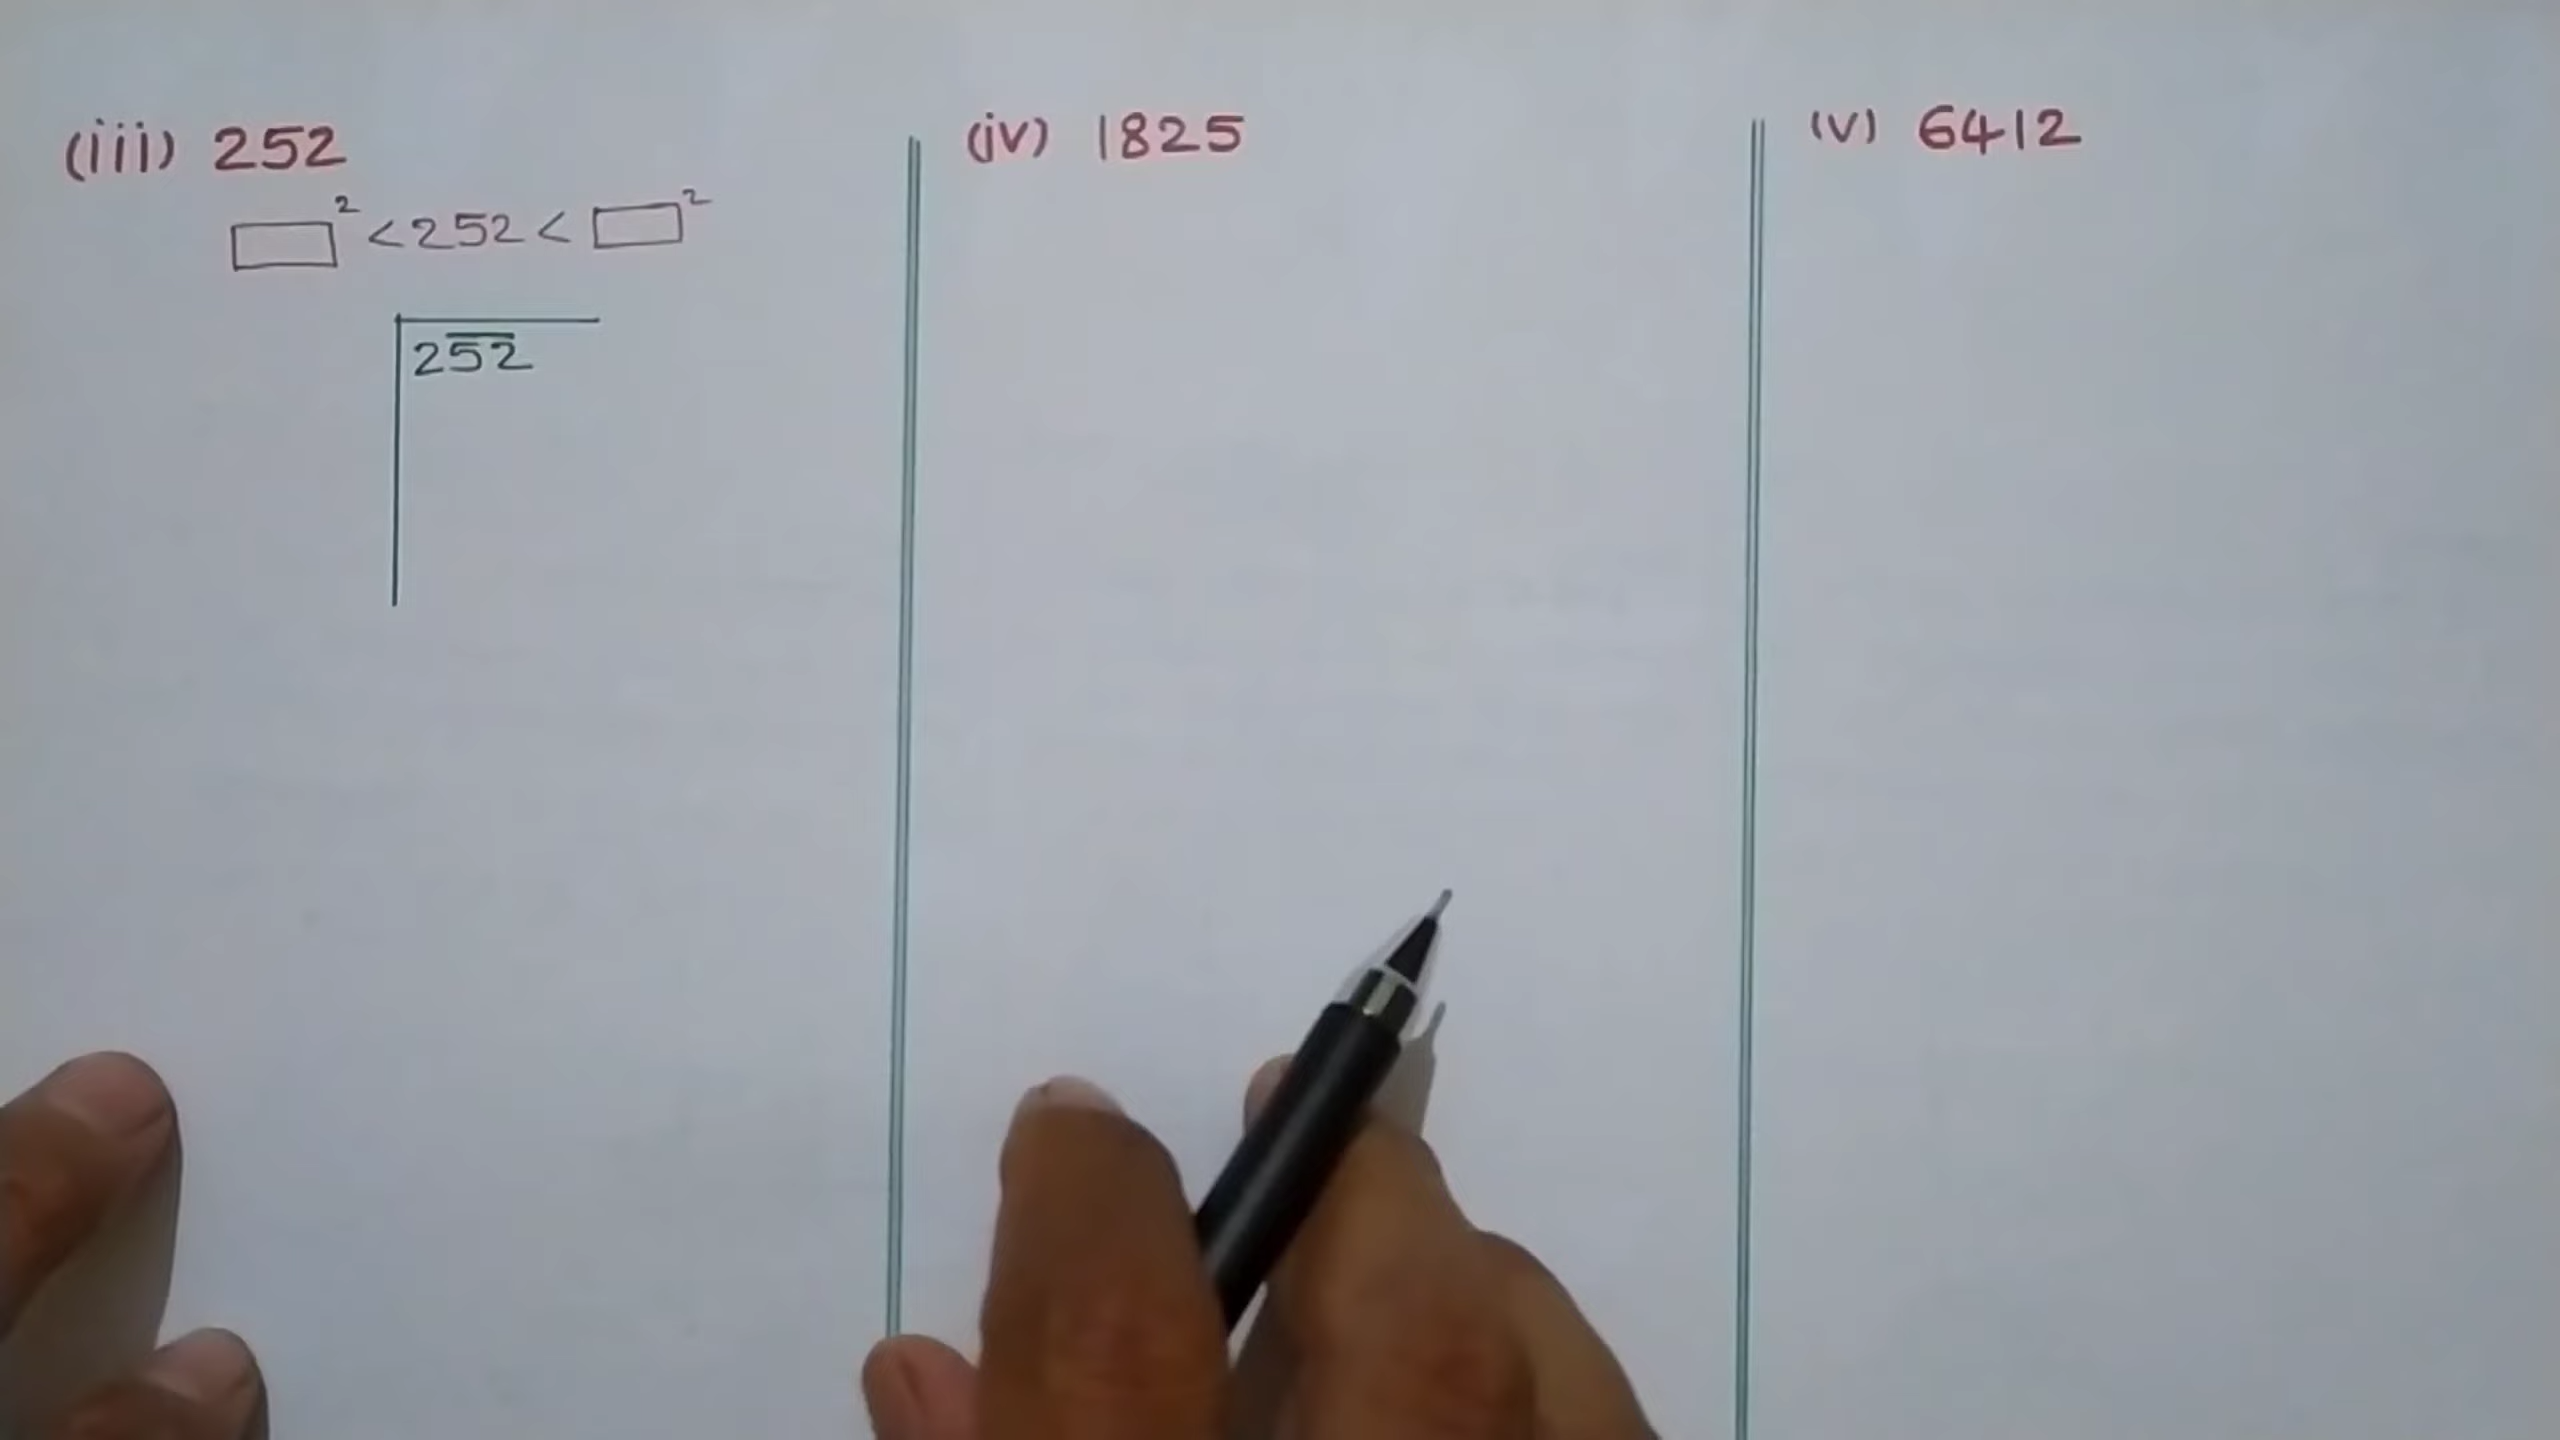 (iii) 252
□² < 252 < □²
252
(iv) 1825
(v) 6412